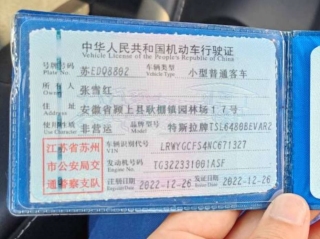 中华人民共和国机动车行驶证
Vehicle License of the People's Republic of China
号牌号码 苏EDQ8802 车辆类型 小型普通客车
Plate No. Vehicle Type
所有人 张雪红
Owner
住址 安徽省颍上县耿棚镇园林场17号
Address
使用性质 非营运 品牌型号 特斯拉牌TSL6480BEVAR2
Use Character Model
江苏省苏州 车辆识别代号 LRWYGCFS4NC671327
市公安局交 VIN
通警察支队 发动机号码 TG322331001ASF
Engine No.
注册日期 2022-12-26 发证日期 2022-12-26
Register Date Issue Date